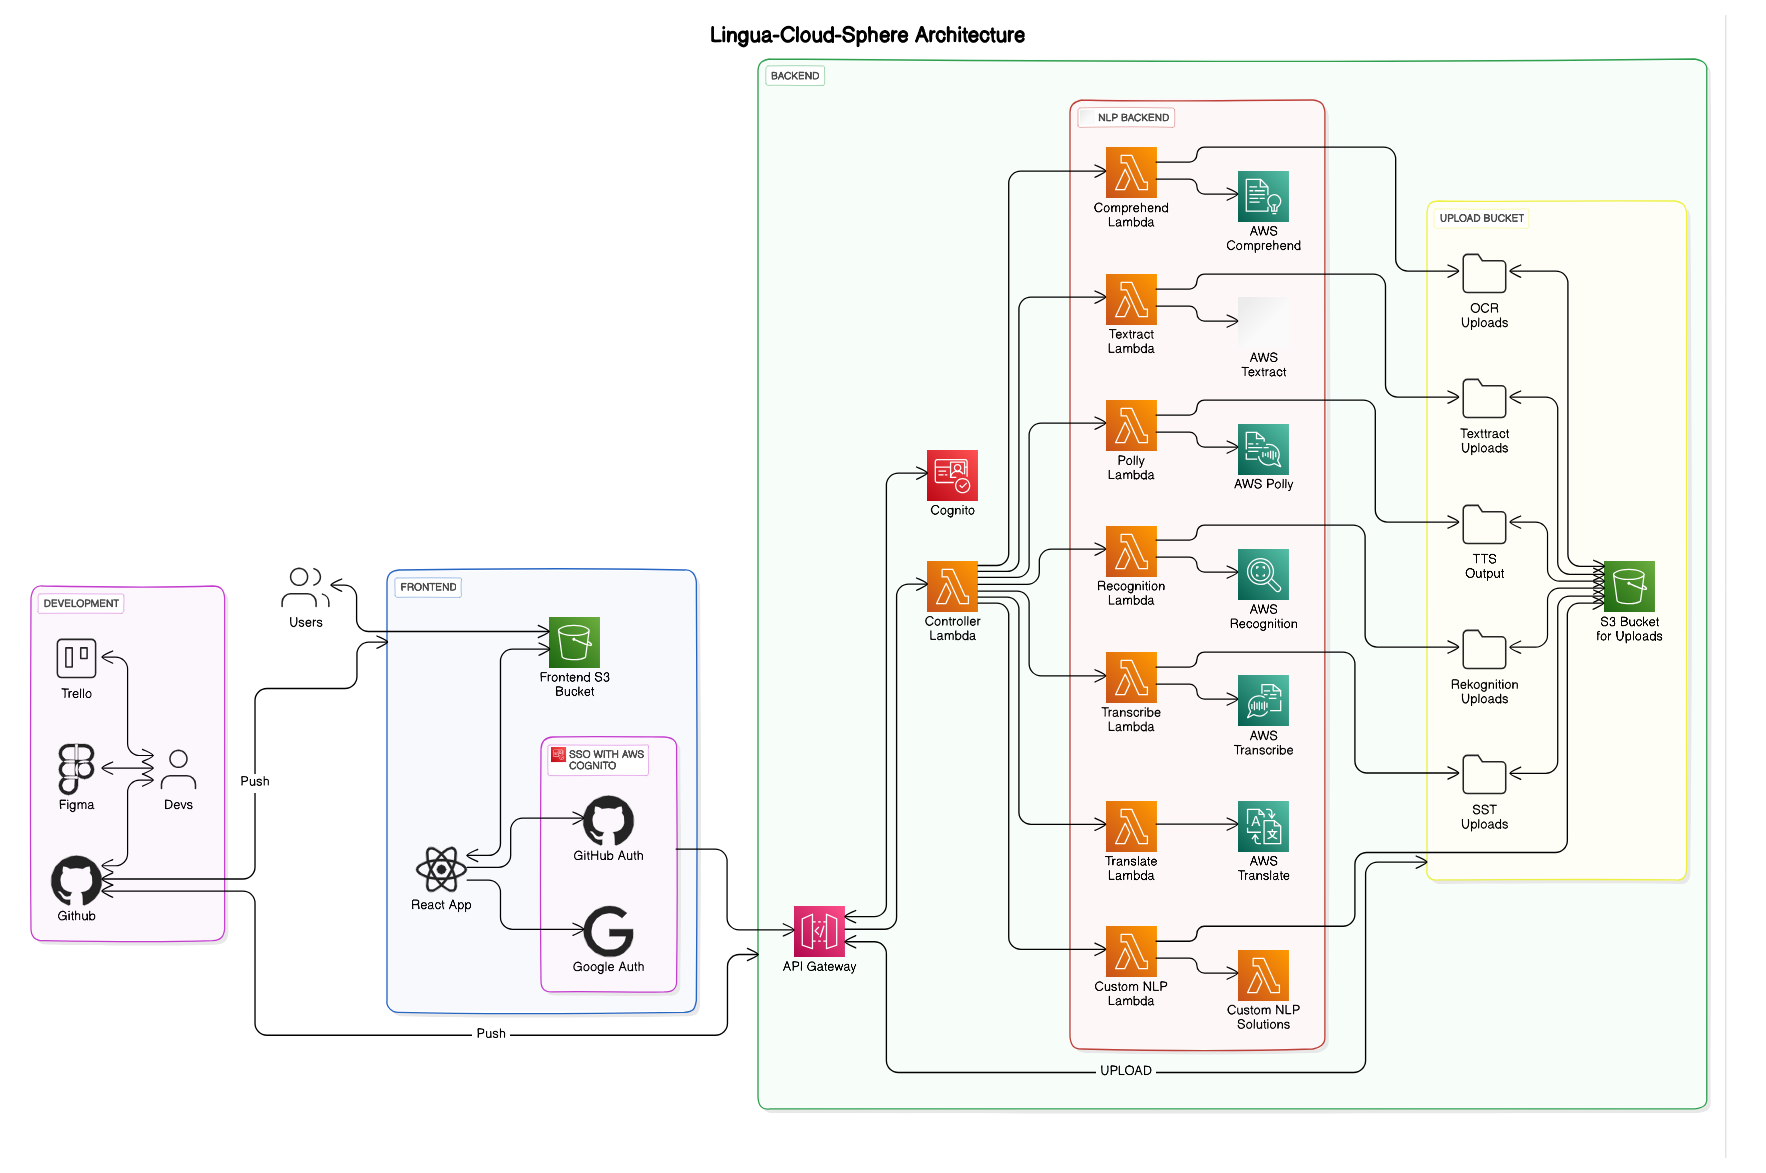 Lingua-Cloud-Sphere Architecture
BACKEND
NLP BACKEND
Comprehend
Lambda
AWS
Comprehend
UPLOAD BUCKET
OCR
Uploads
Textract
Lambda
AWS
Textract
Texttract
Uploads
Polly
Lambda
AWS Polly
Cognito
TTS
Output
Recognition
Lambda
AWS
Recognition
Controller
Lambda
S3 Bucket
for Uploads
Rekognition
Uploads
Transcribe
Lambda
AWS
Transcribe
SST
Uploads
Translate
Lambda
AWS
Translate
Custom NLP
Lambda
Custom NLP
Solutions
API Gateway
UPLOAD
Users
FRONTEND
Frontend S3
Bucket
SSO WITH AWS
COGNITO
GitHub Auth
React App
Google Auth
DEVELOPMENT
Trello
Figma
Devs
Github
Push
Push